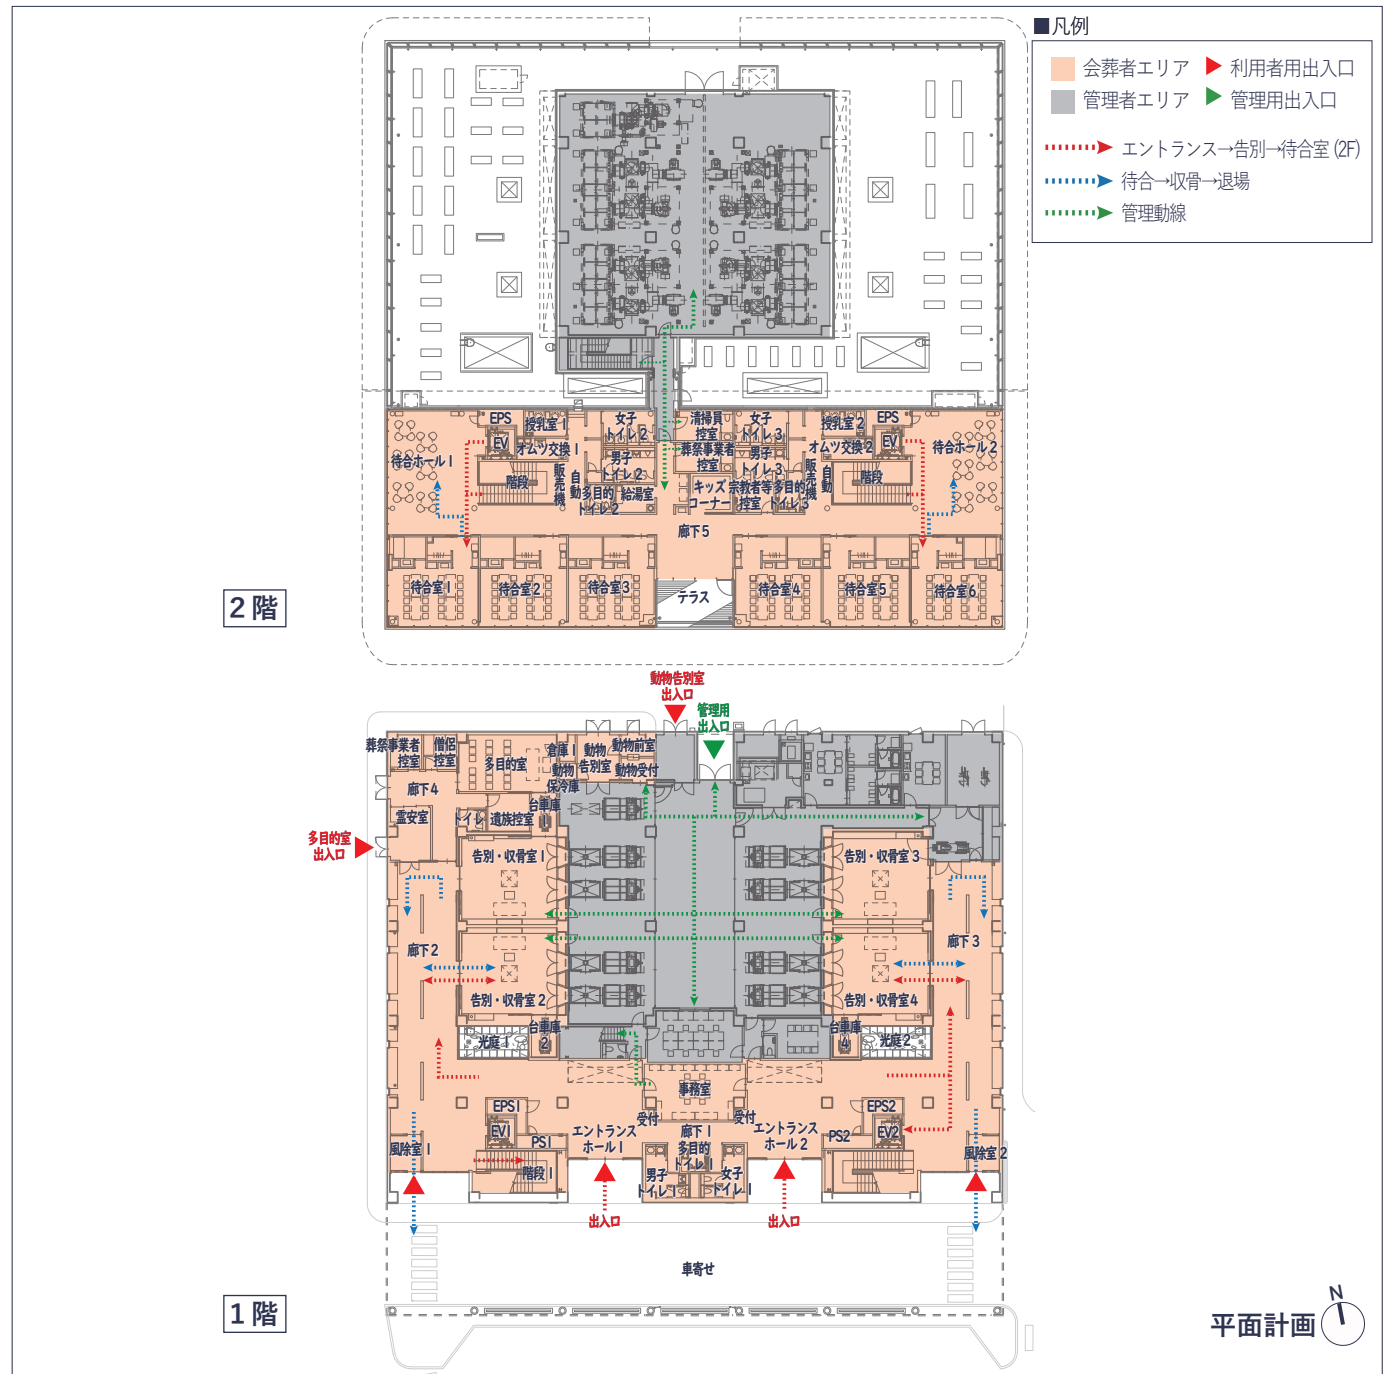 ■凡例
会葬者エリア
利用者用出入口
管理者エリア
管理用出入口
エントランス→告別→待合室(2F)
待合→収骨→退場
管理動線
EPS
授乳室1
女子
トイレ2
清掃員
控室
女子
トイレ3
授乳室2
EPS
待合ホール1
EV
オムツ交換1
葬祭事業者
控室
オムツ交換2
EV
待合ホール2
階段
自動
販売機
男子
トイレ2
多目的
トイレ2
給湯室
キッズ
コーナー
宗教者等
控室
男子
トイレ3
多目的
トイレ3
自動
販売機
階段
廊下5
待合室1
待合室2
待合室3
テラス
待合室4
待合室5
待合室6
2階
動物告別室
出入口
管理用
出入口
葬祭事業者
控室
僧侶
控室
多目的室
倉庫1
動物
告別室
動物前室
動物受付
動物
保冷庫
廊下4
霊安室
トイレ
遺族控室
台車庫
1
多目的室
出入口
告別・収骨室1
告別・収骨室3
廊下2
廊下3
告別・収骨室2
告別・収骨室4
光庭1
台車庫
2
台車庫
4
光庭2
事務室
EPS1
EV1
PS1
受付
エントランス
ホール1
廊下1
多目的
トイレ1
受付
エントランス
ホール2
EPS2
EV2
PS2
風除室1
階段1
男子
トイレ1
女子
トイレ1
風除室2
出入口
出入口
車寄せ
1階
平面計画
N